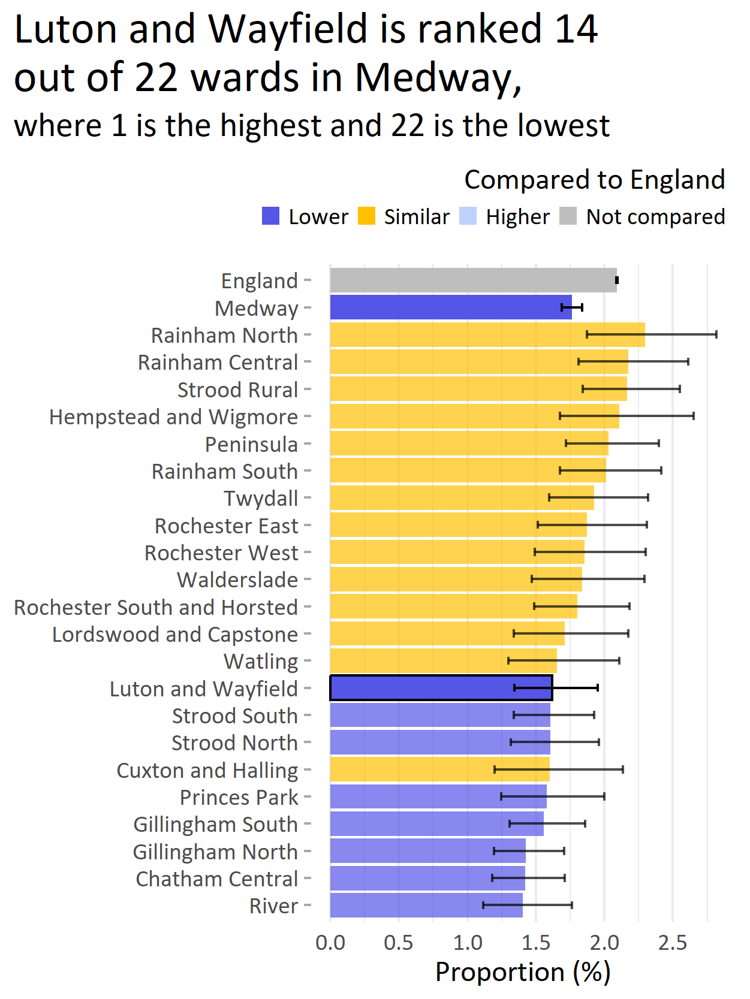 Luton and Wayfield is ranked 14
out of 22 wards in Medway,
where 1 is the highest and 22 is the lowest
Compared to England
Lower Similar Higher Not compared
England
Medway
Rainham North
Rainham Central
Strood Rural
Hempstead and Wigmore
Peninsula
Rainham South
Twydall
Rochester East
Rochester West
Walderslade
Rochester South and Horsted
Lordswood and Capstone
Watling
Luton and Wayfield
Strood South
Strood North
Cuxton and Halling
Princes Park
Gillingham South
Gillingham North
Chatham Central
River
0.0 0.5 1.0 1.5 2.0 2.5
Proportion (%)